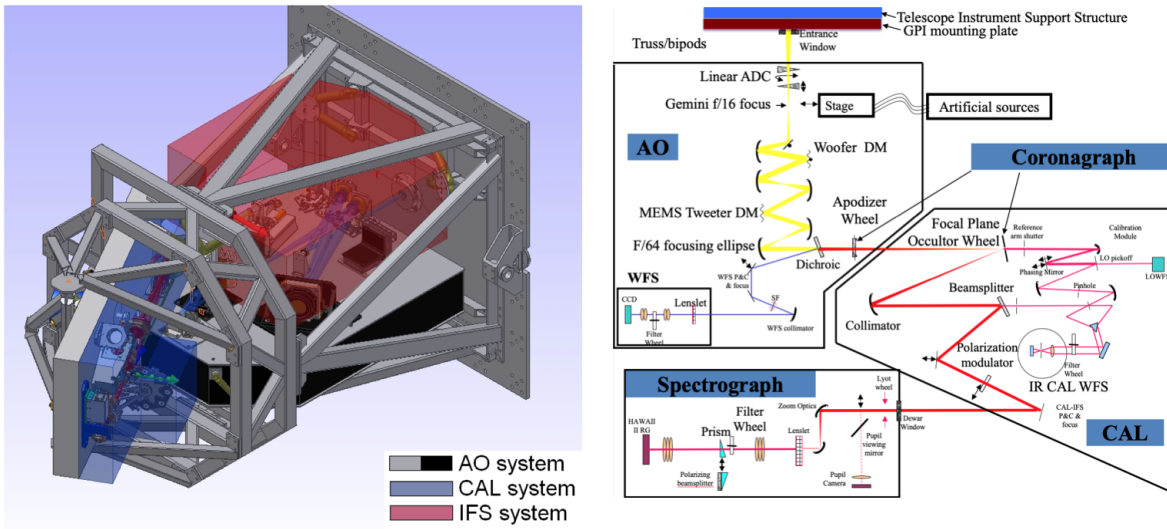 AO system
CAL system
IFS system
Telescope Instrument Support Structure
GPI mounting plate
Entrance
Window
Truss/bipods
Linear ADC
Gemini f/16 focus
Stage
Artificial sources
AO
Woofer DM
Coronagraph
MEMS Tweeter DM
Apodizer
Wheel
F/64 focusing ellipse
Dichroic
WFS P&C
& focus
WFS
CCD
Lenslet
Filter
Wheel
SF
WFS collimator
Focal Plane
Occultor Wheel
Reference
arm shutter
Calibration
Module
LO pickoff
Phasing Mirror
LOWFS
Pinhole
Beamsplitter
Collimator
Polarization
modulator
Filter
Wheel
IR CAL WFS
CAL-IFS
P&C &
focus
CAL
Spectrograph
Lyot
wheel
Zoom Optics
HAWAII
II RG
Filter
Wheel
Prism
Lenslet
Dewar
Window
Pupil
viewing
mirror
Polarizing
beamsplitter
Pupil
Camera